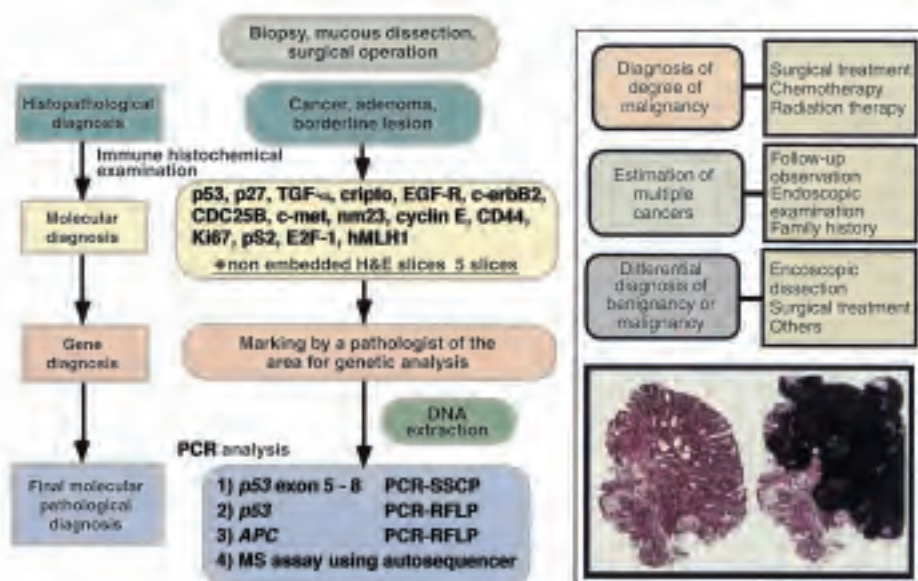 Biopsy, mucous dissection,
surgical operation
Histopathological
diagnosis
Cancer, adenoma,
borderline lesion
Immune histochemical
examination
Molecular
diagnosis
p53, p27, TGF-α, cripto, EGF-R, c-erbB2,
CDC25B, c-met, nm23, cyclin E, CD44,
Ki67, pS2, E2F-1, hMLH1
non embedded H&E slices 5 slices
Gene
diagnosis
Marking by a pathologist of the
area for genetic analysis
DNA
extraction
PCR analysis
Final molecular
pathological
diagnosis
1) p53 exon 5 - 8 PCR-SSCP
2) p53 PCR-RFLP
3) APC PCR-RFLP
4) MS assay using autosequencer
Diagnosis of
degree of
malignancy
Surgical treatment
Chemotherapy
Radiation therapy
Estimation of
multiple
cancers
Follow-up
observation
Endoscopic
examination
Family history
Differential
diagnosis of
benignancy or
malignancy
Encoscopic
dissection
Surgical treatment
Others